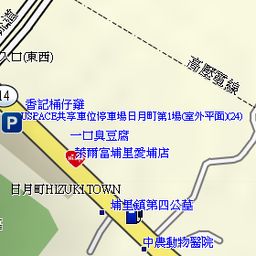 入口(東西)
高壓電線
14
香記桶仔雞
P
USPACE共享車位停車場日月町第1場(室外平面)(24)
一口臭豆腐
萊爾富埔里愛埔店
日月町HIZUKI TOWN
埔里鎮第四公墓
中農動物醫院